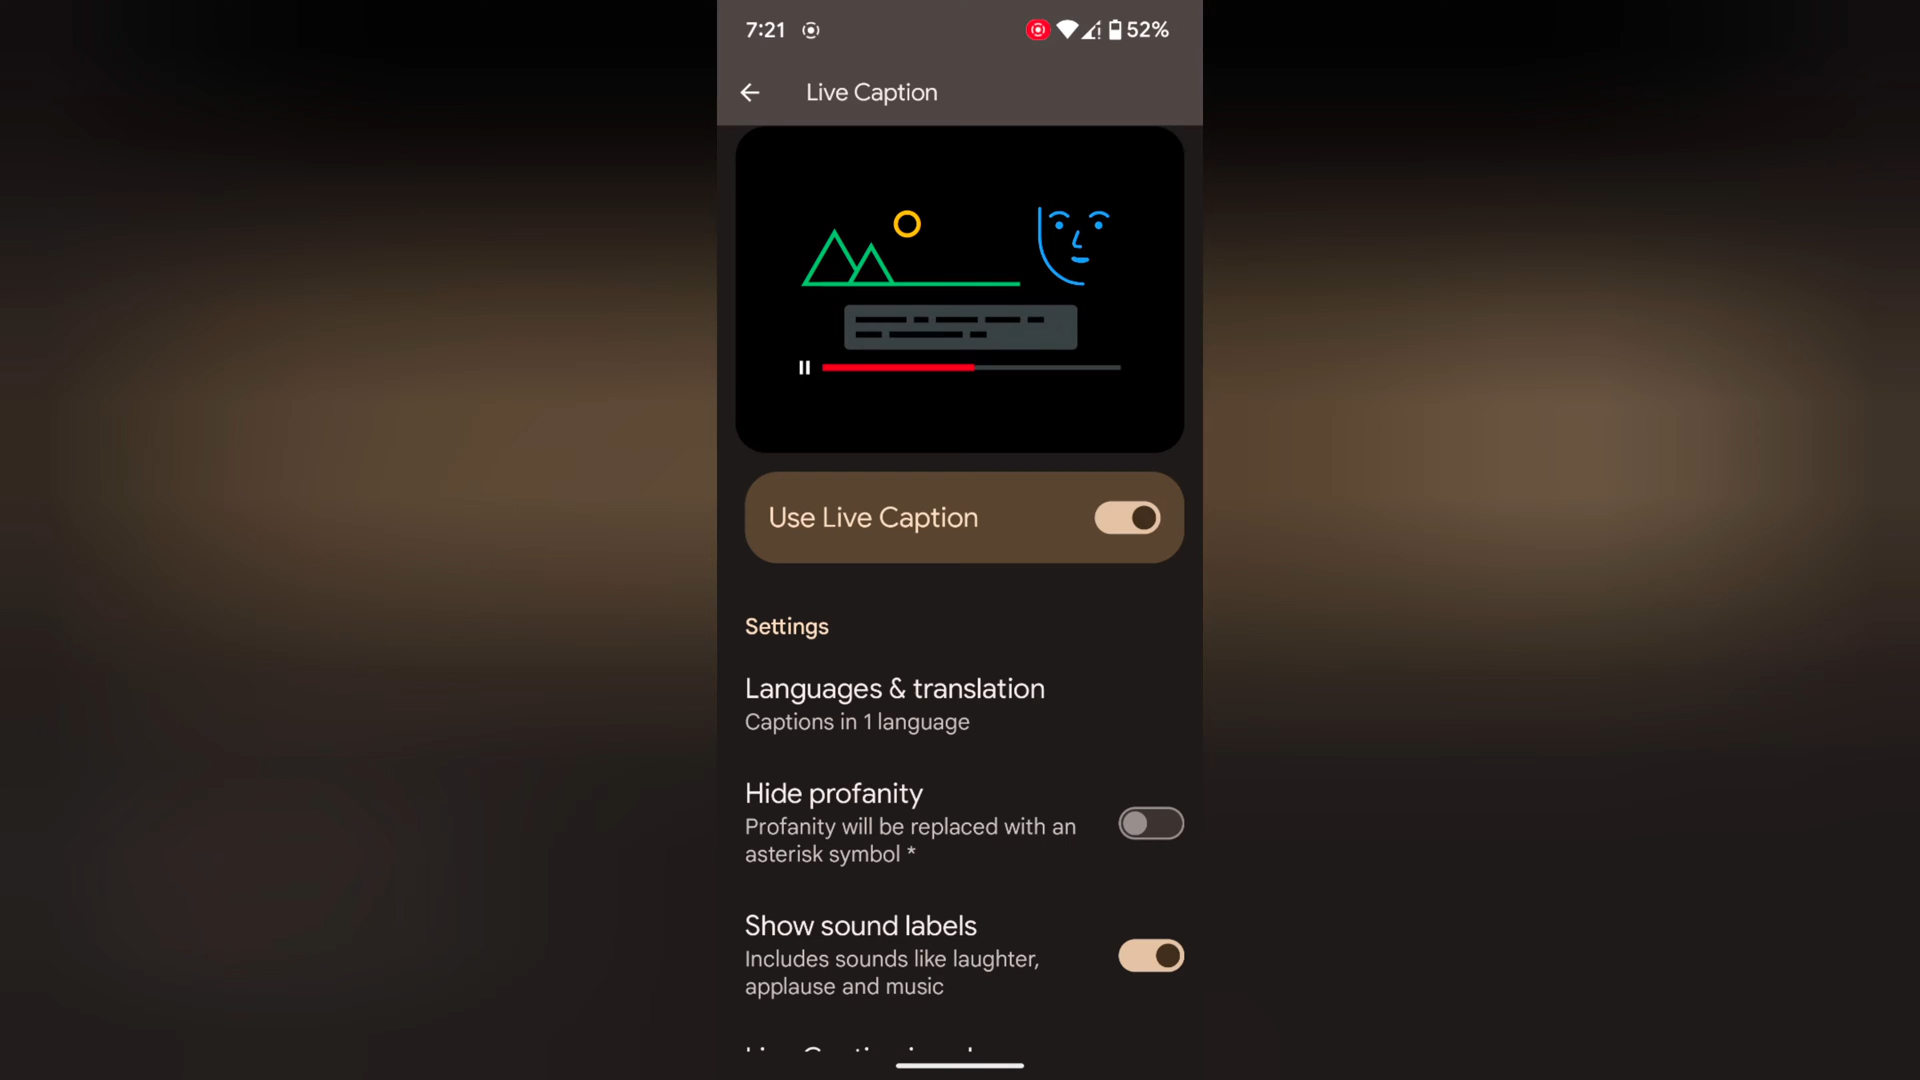 7:21 52%
Live Caption
Use Live Caption
Settings
Languages & translation
Captions in 1 language
Hide profanity
Profanity will be replaced with an
asterisk symbol *
Show sound labels
Includes sounds like laughter,
applause and music